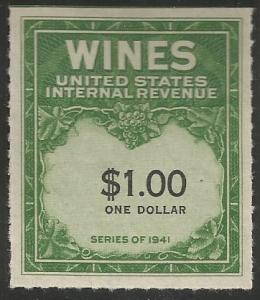 WINES
UNITED STATES
INTERNAL REVENUE
$1.00
ONE DOLLAR
SERIES OF 1941